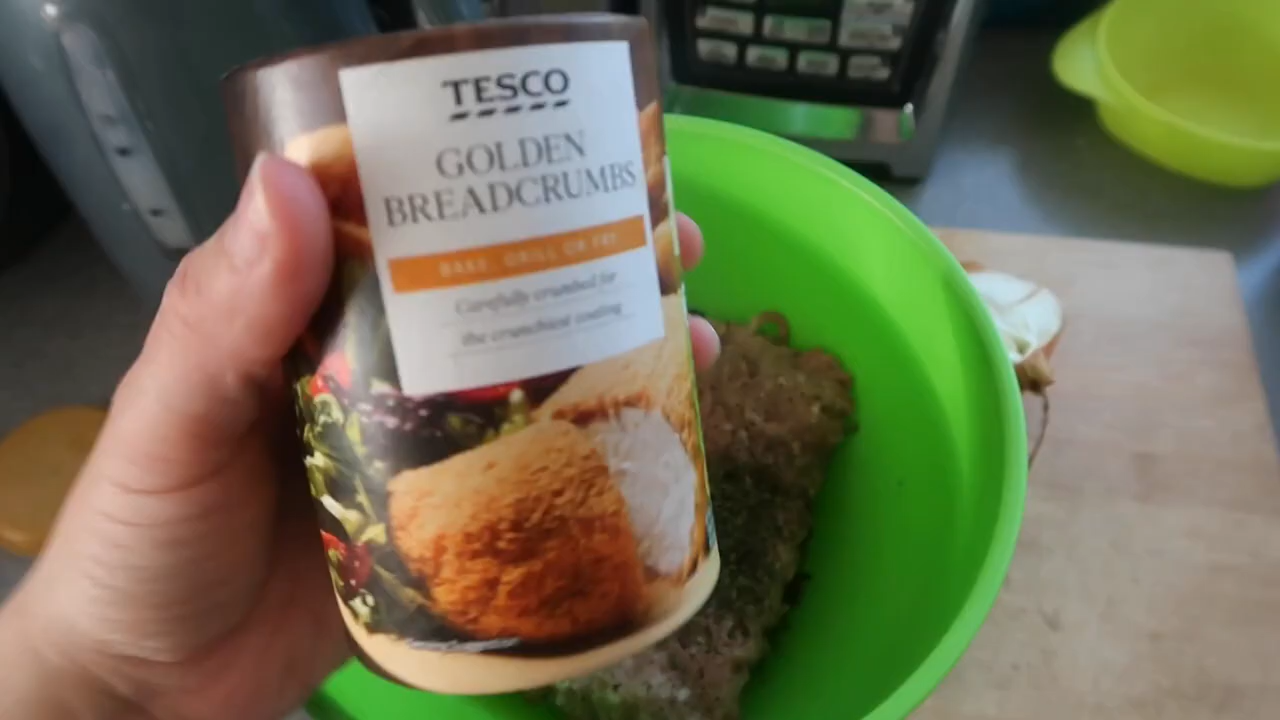 TESCO
GOLDEN
BREADCRUMBS
BAKE, GRILL OR FRY
Carefully crumbed for
the crunchiest coating